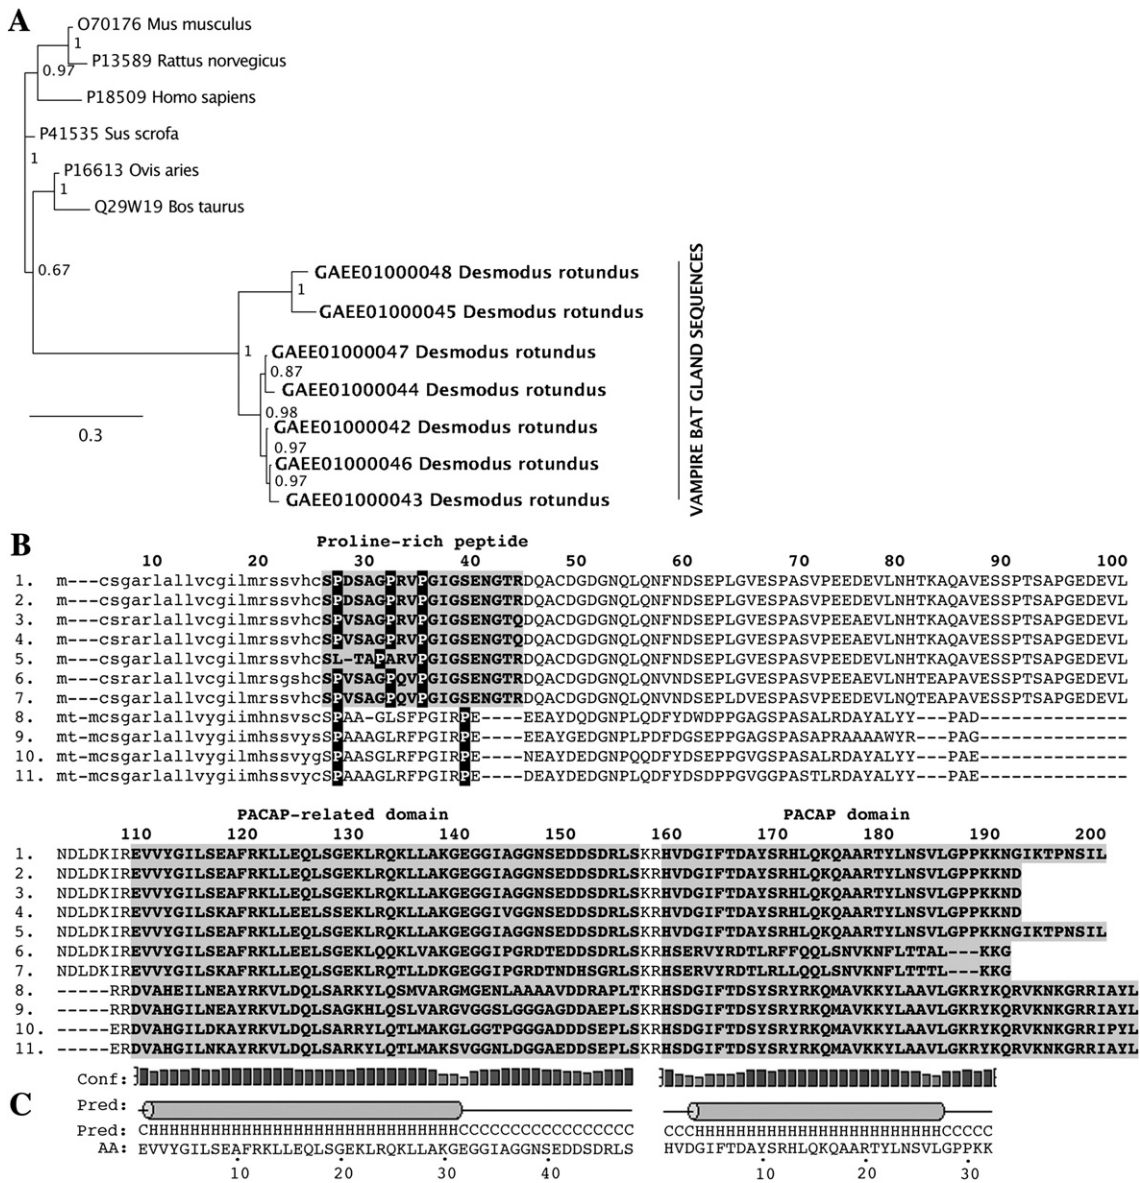 A
O70176 Mus musculus
1
P13589 Rattus norvegicus
0.97
P18509 Homo sapiens
P41535 Sus scrofa
1
P16613 Ovis aries
1
Q29W19 Bos taurus
0.67
GAEE01000048 Desmodus rotundus
1
GAEE01000045 Desmodus rotundus
1
GAEE01000047 Desmodus rotundus
0.87
GAEE01000044 Desmodus rotundus
0.98
GAEE01000042 Desmodus rotundus
0.97
GAEE01000046 Desmodus rotundus
0.97
GAEE01000043 Desmodus rotundus
VAMPIRE BAT GLAND SEQUENCES
0.3
B
Proline-rich peptide
10 20 30 40 50 60 70 80 90 100
1. m---csgarlallvcgilmrssvhcSPDSAGPRVPGIGSENGTRDQACDGDGNQLQNFNDSEPLGVESPASVPEEDEVLNHTKAQAVESSPTSAPGEDEVL
2. m---csgarlallvcgilmrssvhcSPDSAGPRVPGIGSENGTRDQACDGDGNQLQNFNDSEPLGVESPASVPEEDEVLNHTKAQAVESSPTSAPGEDEVL
3. m---csrarlallvcgilmrssvhcSPVSAGPRVPGIGSENGTQDQACDGDGNQLQNFNDSEPLGVESPASVPEEAEVLNHTKAQAVESSPTSAPGEDEVL
4. m---csrarlallvcgilmrssvhcSPVSAGPRVPGIGSENGTQDQACDGDGNQLQNFNDSEPLGVESPASVPEEAEVLNHTKAQAVESSPTSAPGEDEVL
5. m---csgarlallvcgilmrssvhcSL-TAPARVPGIGSENGTRDQACDGDGNQLQNFNDSEPLGVESPASVPEEDEVLNHTKAQAVESSPTSAPGEDEVL
6. m---csrarlallvcgilmrsgshcSPVSAGPQVPGIGSENGTRDQACDGDGNQLQNVNDSEPLGVESPASVPEEAEVLNHTEAPAVESSPTSAPGEDEVL
7. m---csgarlallvcgilmrssvhcSPVSAGPQVPGIGSENGTRDQACDGDGNQLQNVNDSEPLDVESPASVPEEDEVLNQTEAPAVESSPTSAPGEDEVL
8. mt-mcsgarlallvygiimhnsvscSPAA-GLSFPGIRPE----EEAYDQDGNPLQDFYDWDPPGAGSPASALRDAYALYY---PAD--------------
9. mt-mcsgarlallvygiimhssvysSPAAAGLRFPGIRPE----EEAYGEDGNPLPDFDGSEPPGAGSPASAPRAAAAWYR---PAG--------------
10. mt-mcsgarlallvygiimhssvygSPAASGLRFPGIRPE----NEAYDEDGNPQQDFYDSEPPGVGSPASALRDAYALYY---PAE--------------
11. mt-mcsgarlallvygiimhssvycSPAAAGLRFPGIRPE----DEAYDEDGNPLQDFYDSDPPGVGGPASTLRDAYALYY---PAE--------------
PACAP-related domain PACAP domain
110 120 130 140 150 160 170 180 190 200
1. NDLDKIREVVYGILSEAFRKLLEQLSGEKLRQKLLAKGEGGIAGGNSEDDSDRLSKRHVDGIFTDAYSRHLQKQAARTYLNSVLGPPKKNGIKTPNSIL
2. NDLDKIREVVYGILSEAFRKLLEQLSGEKLRQKLLAKGEGGIAGGNSEDDSDRLSKRHVDGIFTDAYSRHLQKQAARTYLNSVLGPPKKND
3. NDLDKIREVVYGILSEAFRKLLEQLSGEKLRQKLLAKGEGGIAGGNSEDDSDRLSKRHVDGIFTDAYSRHLQKQAARTYLNSVLGPPKKND
4. NDLDKIREVVYGILSKAFRKLLEELSSEKLRQKLLAKGEGGIVGGNSEDDSDRLSKRHVDGIFTDAYSRHLQKQAARTYLNSVLGPPKKND
5. NDLDKIREVVYGILSEAFRKLLEQLSGEKLRQKLLAKGEGGIAGGNSEDDSDRLSKRHVDGIFTDAYSRHLQKQAARTYLNSVLGPPKKNGIKTPNSIL
6. NDLDKIREVVYGILSEEFRKLLEQLSGEKLQQKLVAKGEGGIPGRDTEDDSDRLSKRHSERVYRDTLRFFQQLSNVKNFLTTAL---KKG
7. NDLDKIREVVYGILSKAFRKLLEQLSGEKLRQTLLDKGEGGIPGRDTNDHSGRLSKRHSERVYRDTLRLLQQLSNVKNFLTTTL---KKG
8. -----RRDVAHEILNEAYRKVLDQLSARKYLQSMVARGMGENLAAAAVDDRAPLTKRHSDGIFTDSYSRYRKQMAVKKYLAAVLGKRYKQRVKNKGRRIAYL
9. -----RRDVAHGILNEAYRKVLDQLSAGKHLQSLVARGVGGSLGGGAGDDAEPLSKRHSDGIFTDSYSRYRKQMAVKKYLAAVLGKRYKQRVKNKGRRIAYL
10. -----ERDVAHGILDKAYRKVLDQLSARRYLQTLMAKGLGGTPGGGADDDSEPLSKRHSDGIFTDSYSRYRKQMAVKKYLAAVLGKRYKQRVKNKGRRIPYL
11. -----ERDVAHGILNKAYRKVLDQLSARKYLQTLMAKSVGGNLDGGAEDDSEPLSKRHSDGIFTDSYSRYRKQMAVKKYLAAVLGKRYKQRVKNKGRRIAYL
Conf:
C
Pred:
Pred: CHHHHHHHHHHHHHHHHHHHHHHHHHHHHHHCCCCCCCCCCCCCCCCC CCCHHHHHHHHHHHHHHHHHHHHHHHHCCCCC
AA: EVVYGILSEAFRKLLEQLSGEKLRQKLLAKGEGGIAGGNSEDDSDRLS HVDGIFTDAYSRHLQKQAARTYLNSVLGPPKK
10 20 30 40 10 20 30